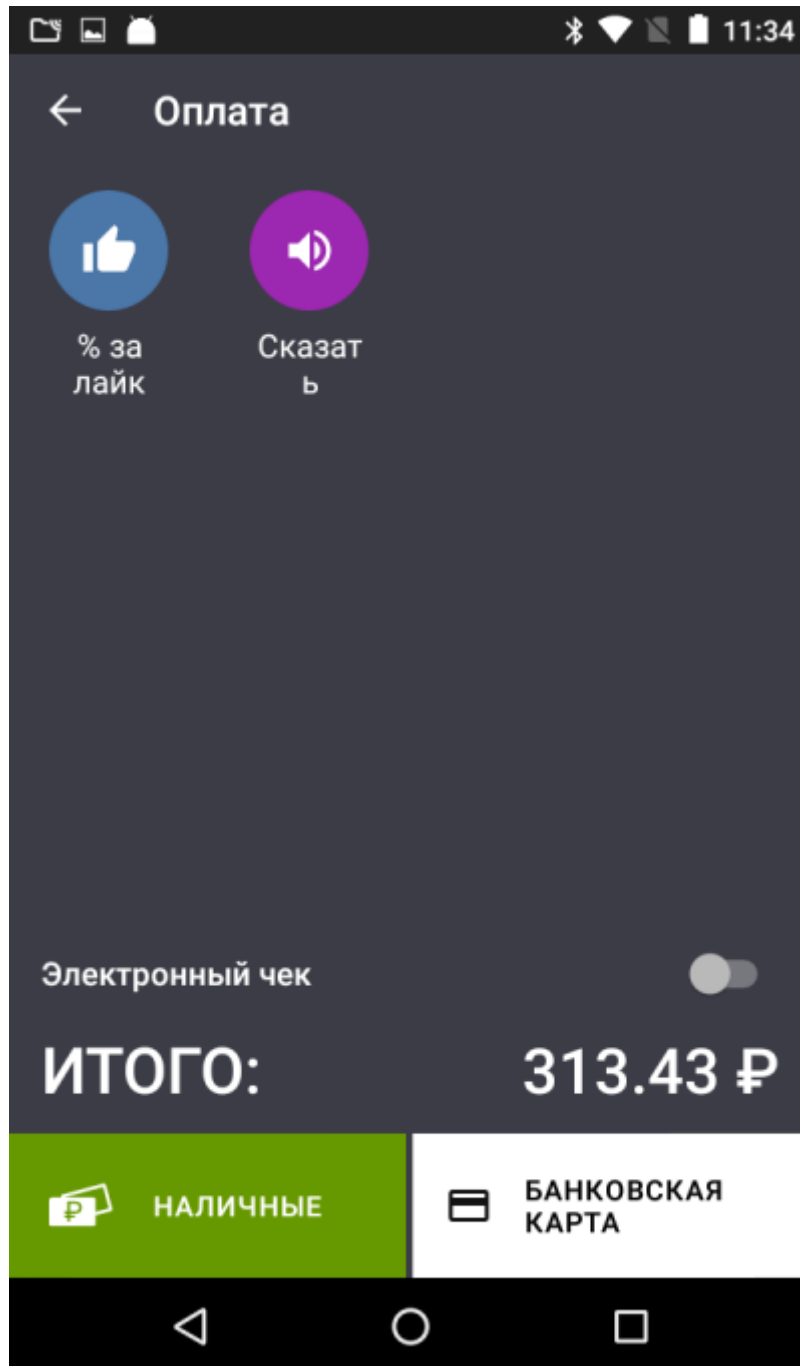 11:34
Оплата
% за
лайк
Сказат
ь
Электронный чек
ИТОГО: 313.43 ₽
₽ НАЛИЧНЫЕ
БАНКОВСКАЯ
КАРТА